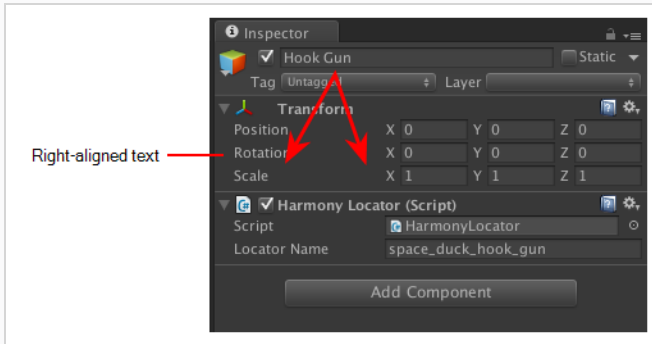 Inspector
Hook Gun Static
Tag Untagged Layer
Transform
Position X 0 Y 0 Z 0
Right-aligned text
Rotation X 0 Y 0 Z 0
Scale X 1 Y 1 Z 1
Harmony Locator (Script)
Script HarmonyLocator
Locator Name space_duck_hook_gun
Add Component